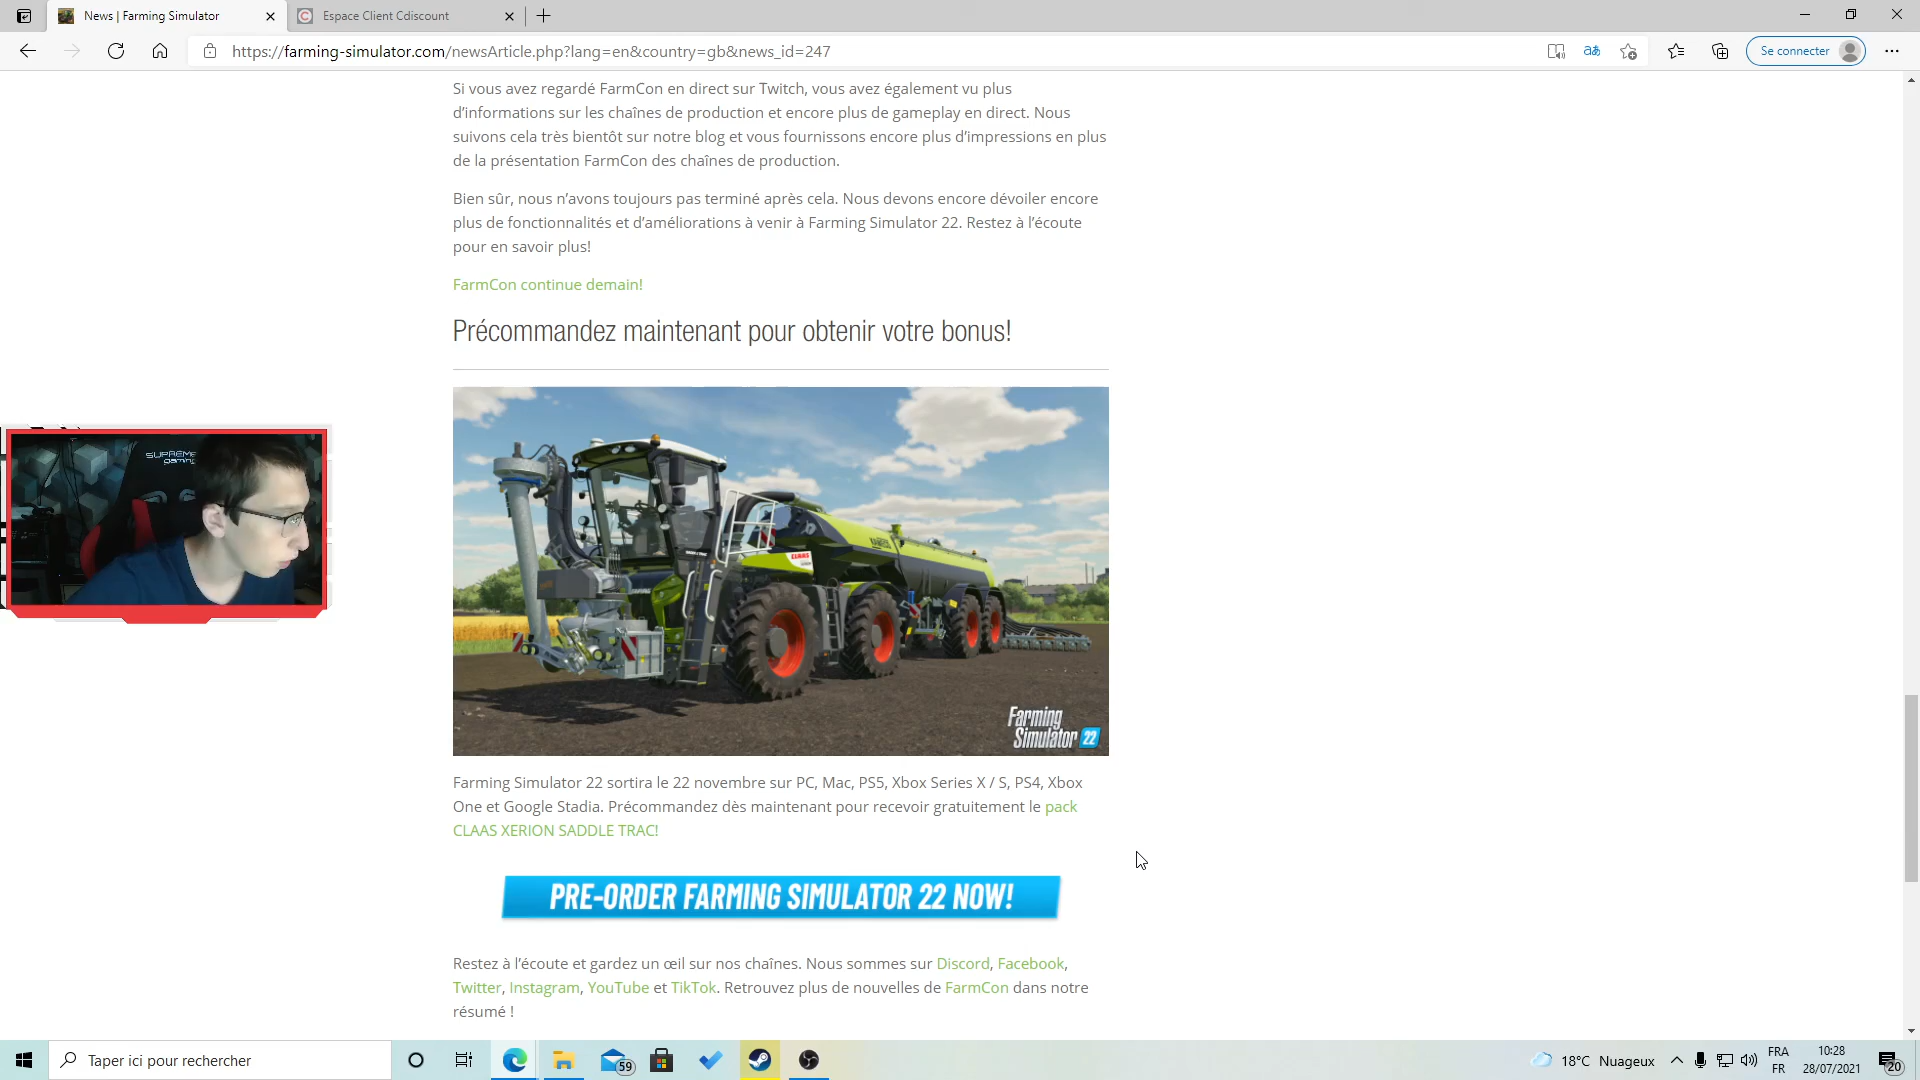 News | Farming Simulator
Espace Client Cdiscount
https://farming-simulator.com/newsArticle.php?lang=en&country=gb&news_id=247
aあ
Se connecter
Si vous avez regardé FarmCon en direct sur Twitch, vous avez également vu plus
d’informations sur les chaînes de production et encore plus de gameplay en direct. Nous
suivons cela très bientôt sur notre blog et vous fournissons encore plus d’impressions en plus
de la présentation FarmCon des chaînes de production.
Bien sûr, nous n’avons toujours pas terminé après cela. Nous devons encore dévoiler encore
plus de fonctionnalités et d’améliorations à venir à Farming Simulator 22. Restez à l’écoute
pour en savoir plus!
FarmCon continue demain!
Précommandez maintenant pour obtenir votre bonus!
SUPREME
gaming
CLAAS
Farming
Simulator 22
Farming Simulator 22 sortira le 22 novembre sur PC, Mac, PS5, Xbox Series X / S, PS4, Xbox
One et Google Stadia. Précommandez dès maintenant pour recevoir gratuitement le pack
CLAAS XERION SADDLE TRAC!
PRE-ORDER FARMING SIMULATOR 22 NOW!
Restez à l’écoute et gardez un œil sur nos chaînes. Nous sommes sur Discord, Facebook,
Twitter, Instagram, YouTube et TikTok. Retrouvez plus de nouvelles de FarmCon dans notre
résumé !
Taper ici pour rechercher
59
18°C Nuageux
FRA
FR
10:28
28/07/2021
20